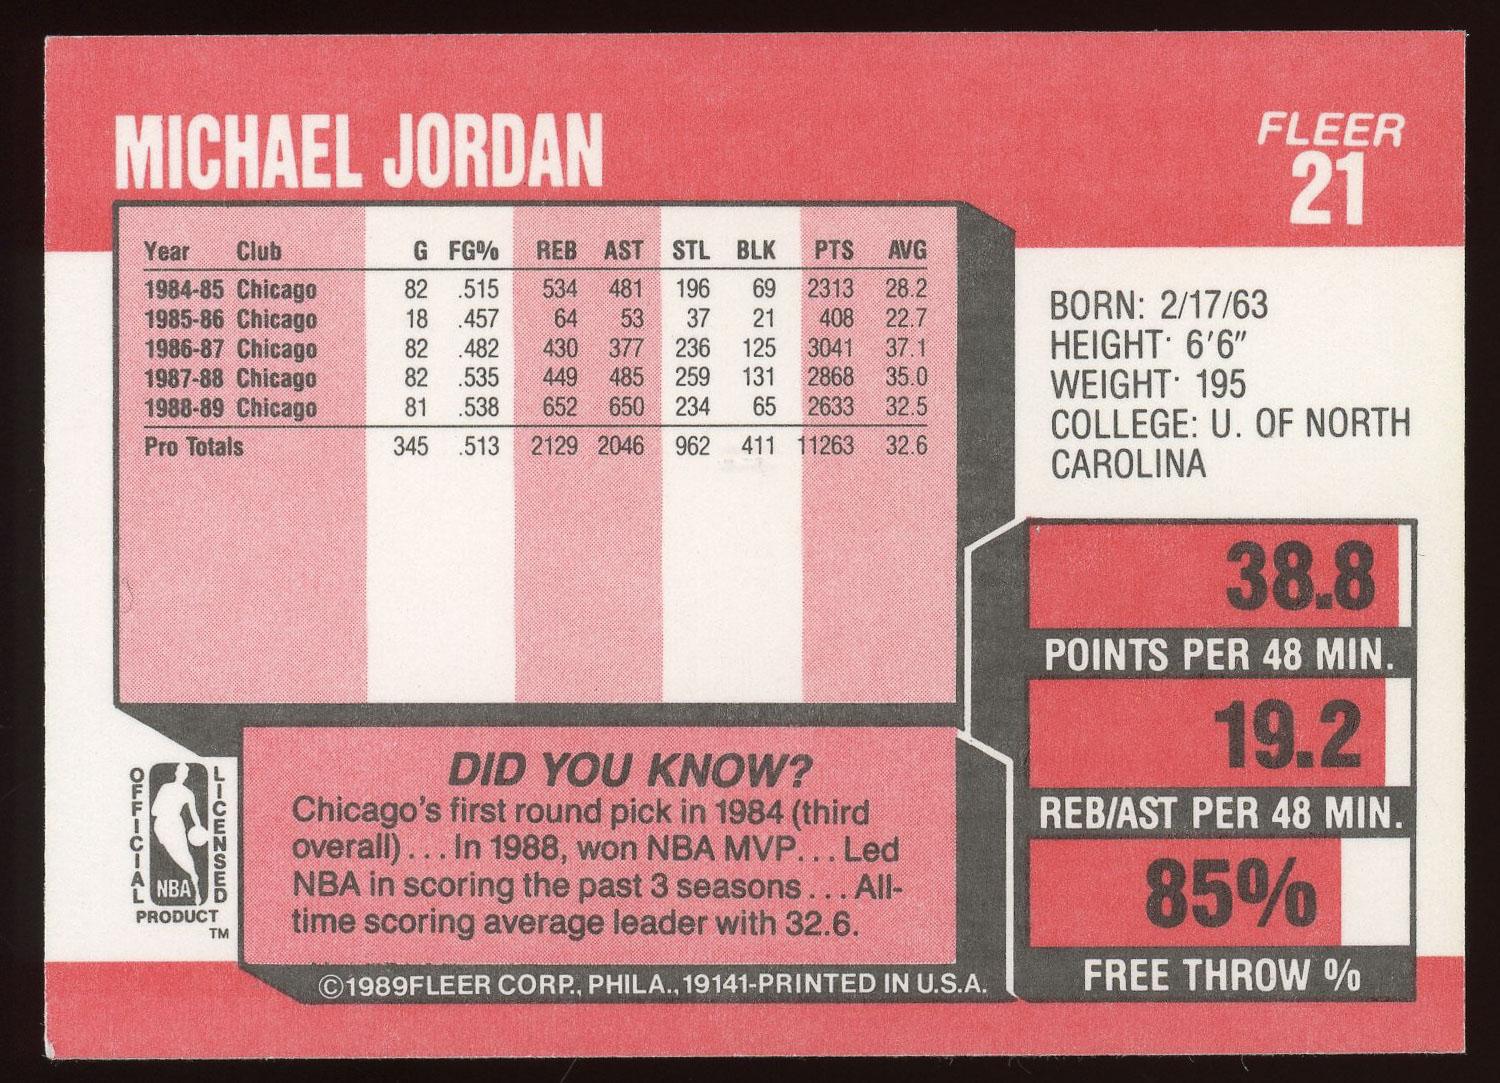 MICHAEL JORDAN
FLEER
21
Year Club G FG% REB AST STL BLK PTS AVG
1984-85 Chicago 82 .515 534 481 196 69 2313 28.2
1985-86 Chicago 18 .457 64 53 37 21 408 22.7
1986-87 Chicago 82 .482 430 377 236 125 3041 37.1
1987-88 Chicago 82 .535 449 485 259 131 2868 35.0
1988-89 Chicago 81 .538 652 650 234 65 2633 32.5
Pro Totals 345 .513 2129 2046 962 411 11263 32.6
BORN: 2/17/63
HEIGHT· 6'6"
WEIGHT· 195
COLLEGE: U. OF NORTH
CAROLINA
38.8
POINTS PER 48 MIN.
19.2
REB/AST PER 48 MIN.
85%
FREE THROW %
DID YOU KNOW?
Chicago's first round pick in 1984 (third
overall) . . . In 1988, won NBA MVP. . . Led
NBA in scoring the past 3 seasons . . . All-
time scoring average leader with 32.6.
OFFICIAL
LICENSED
NBA
PRODUCT
TM
©1989FLEER CORP., PHILA., 19141-PRINTED IN U.S.A.